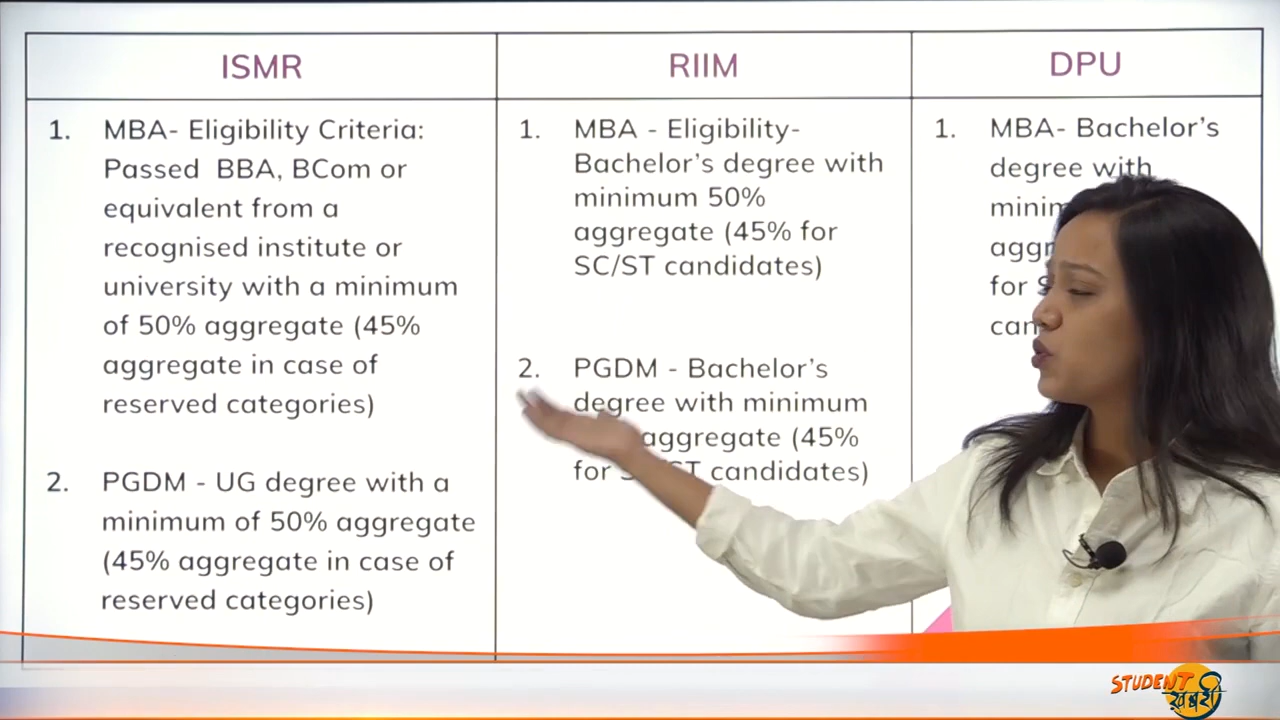 ISMR
1. MBA- Eligibility Criteria:
Passed BBA, BCom or
equivalent from a
recognised institute or
university with a minimum
of 50% aggregate (45%
aggregate in case of
reserved categories)
2. PGDM - UG degree with a
minimum of 50% aggregate
(45% aggregate in case of
reserved categories)
RIIM
1. MBA - Eligibility-
Bachelor's degree with
minimum 50%
aggregate (45% for
SC/ST candidates)
2. PGDM - Bachelor's
degree with minimum
aggregate (45%
for candidates)
DPU
1. MBA- Bachelor's
degree with
for
STUDENT
ख़बरी